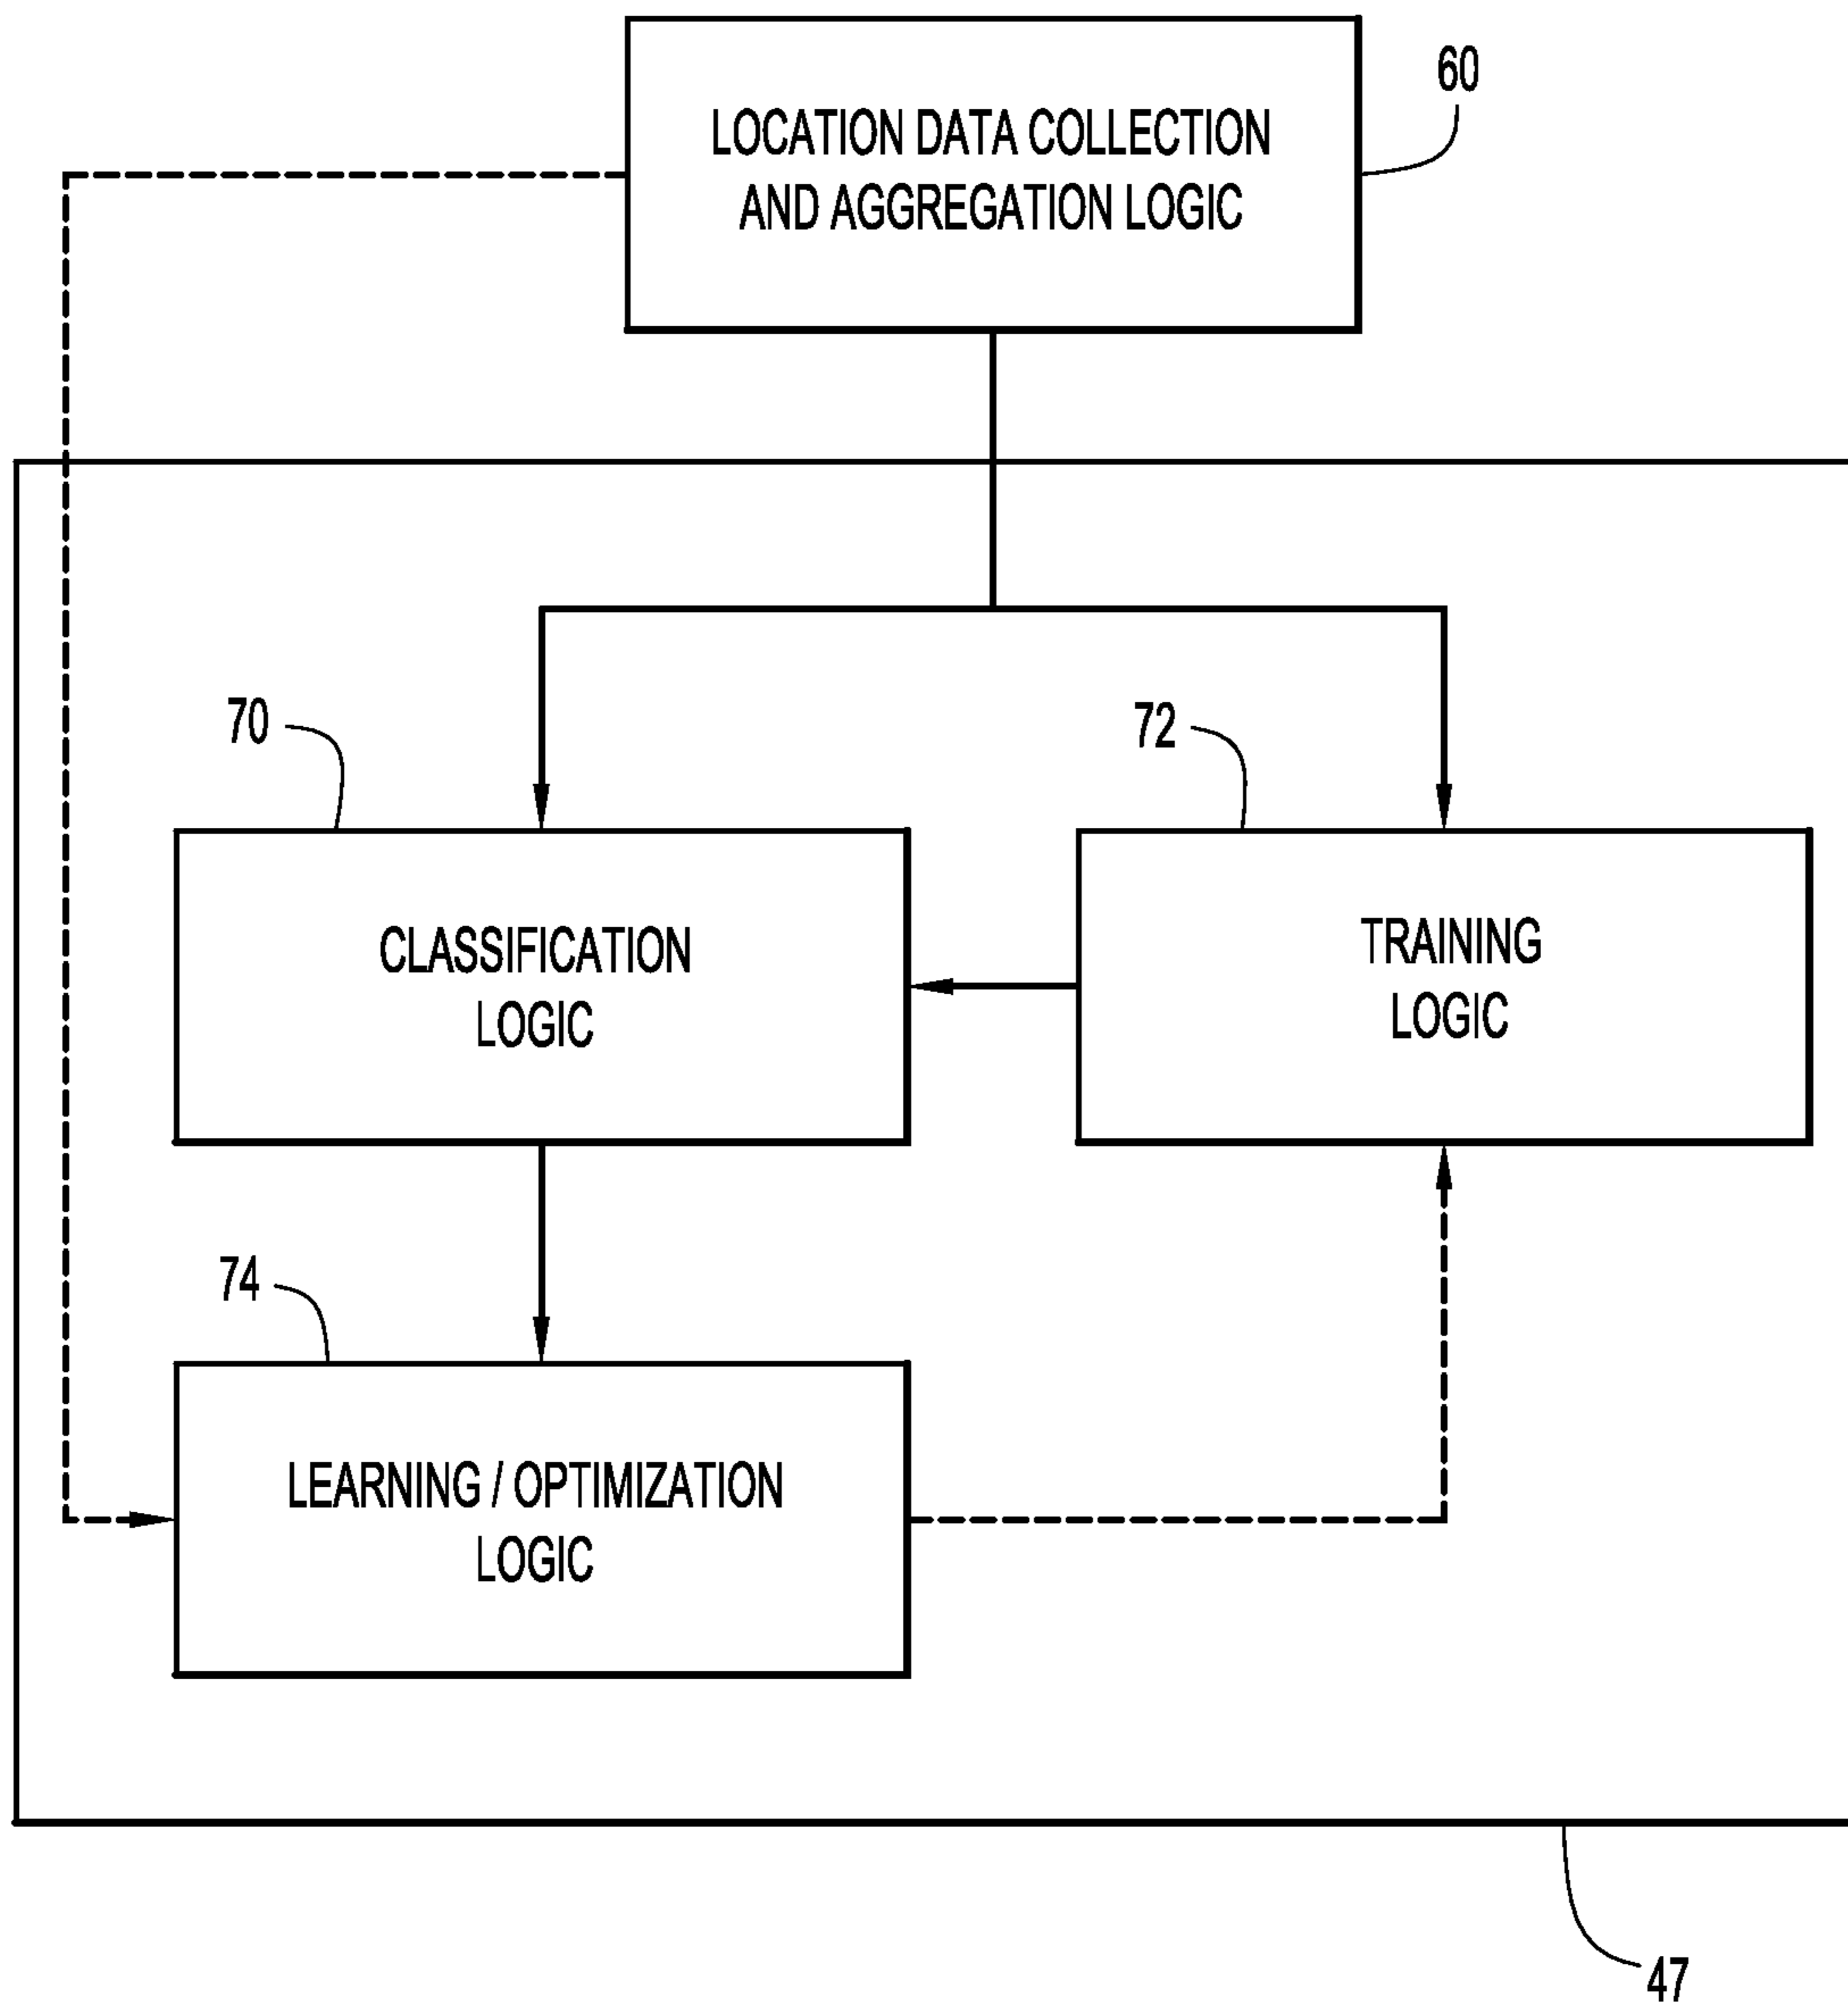 60
LOCATION DATA COLLECTION
AND AGGREGATION LOGIC
70
72
CLASSIFICATION
LOGIC
TRAINING
LOGIC
74
LEARNING / OPTIMIZATION
LOGIC
47